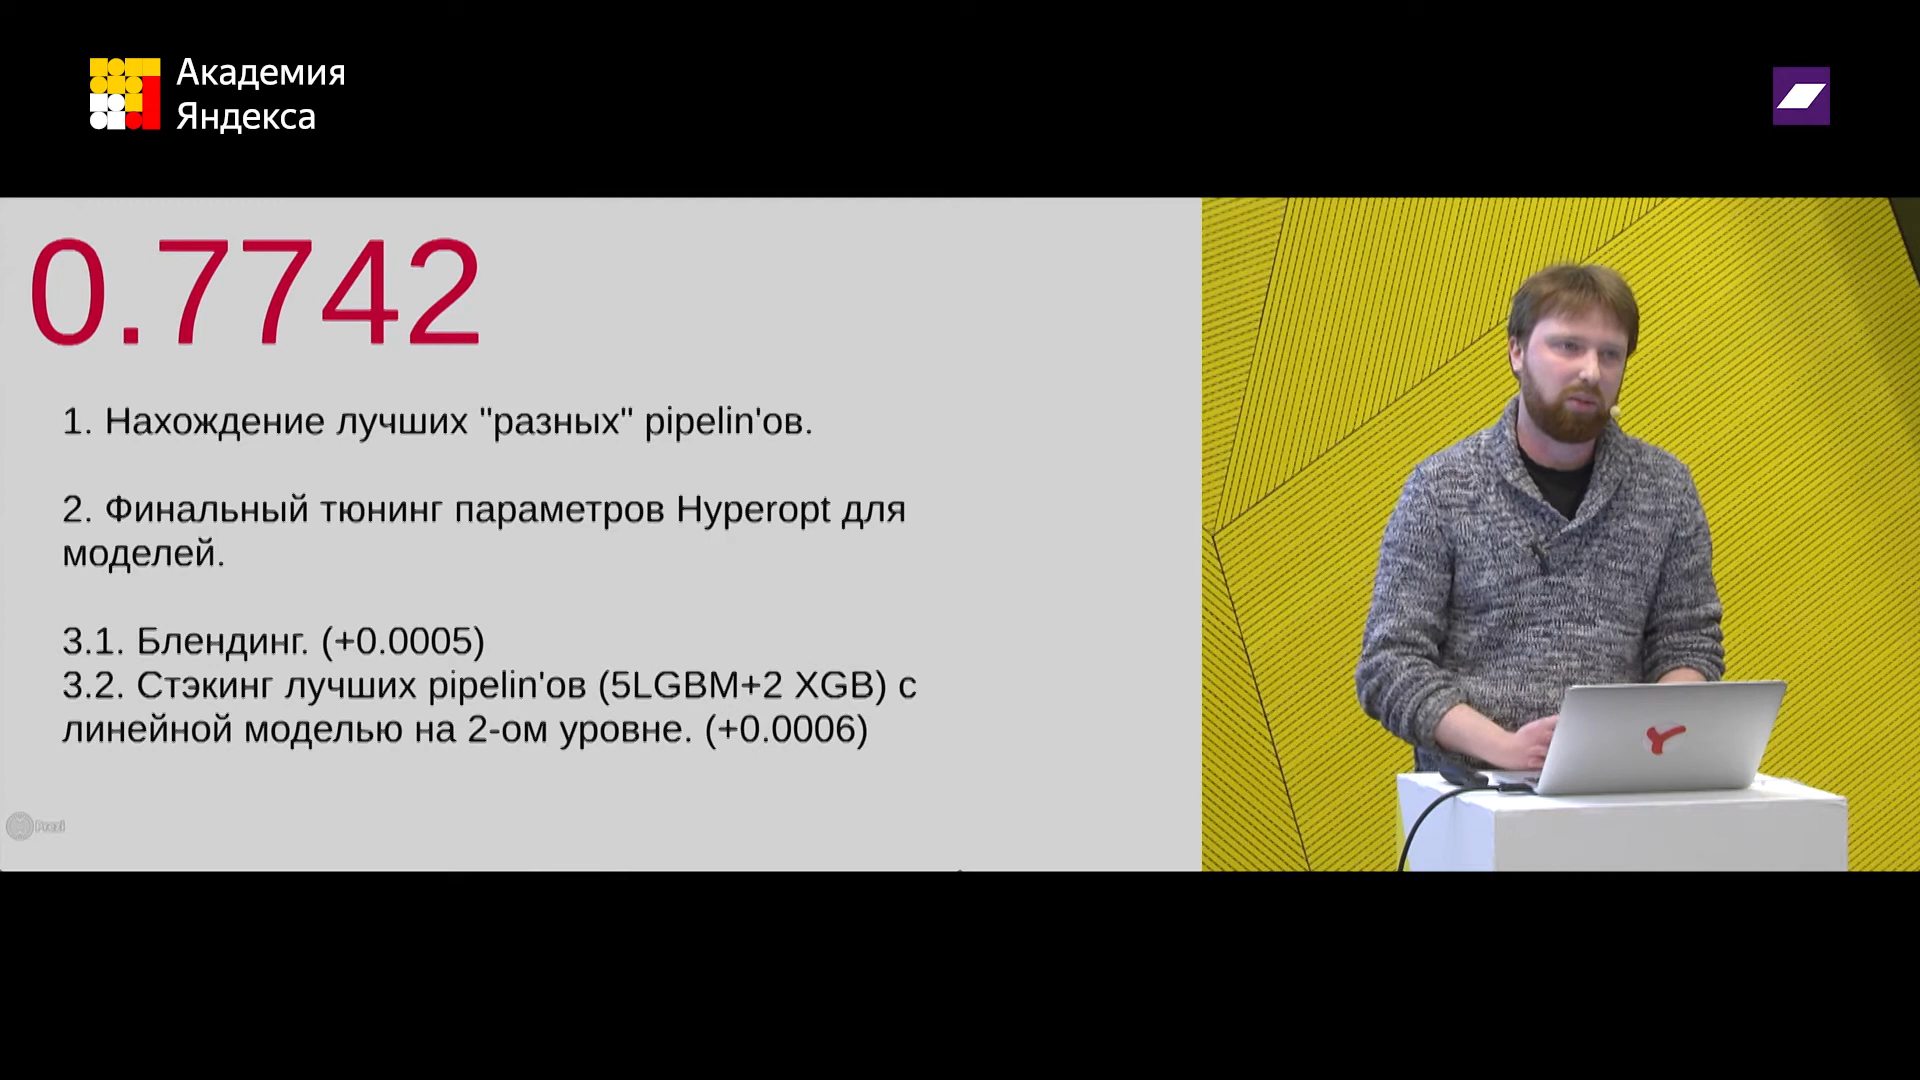 Академия
Яндекса
0.7742
1. Нахождение лучших "разных" pipelin'ов.
2. Финальный тюнинг параметров Hyperopt для
моделей.
3.1. Блендинг. (+0.0005)
3.2. Стэкинг лучших pipelin'ов (5LGBM+2 XGB) с
линейной моделью на 2-ом уровне. (+0.0006)
Prezi